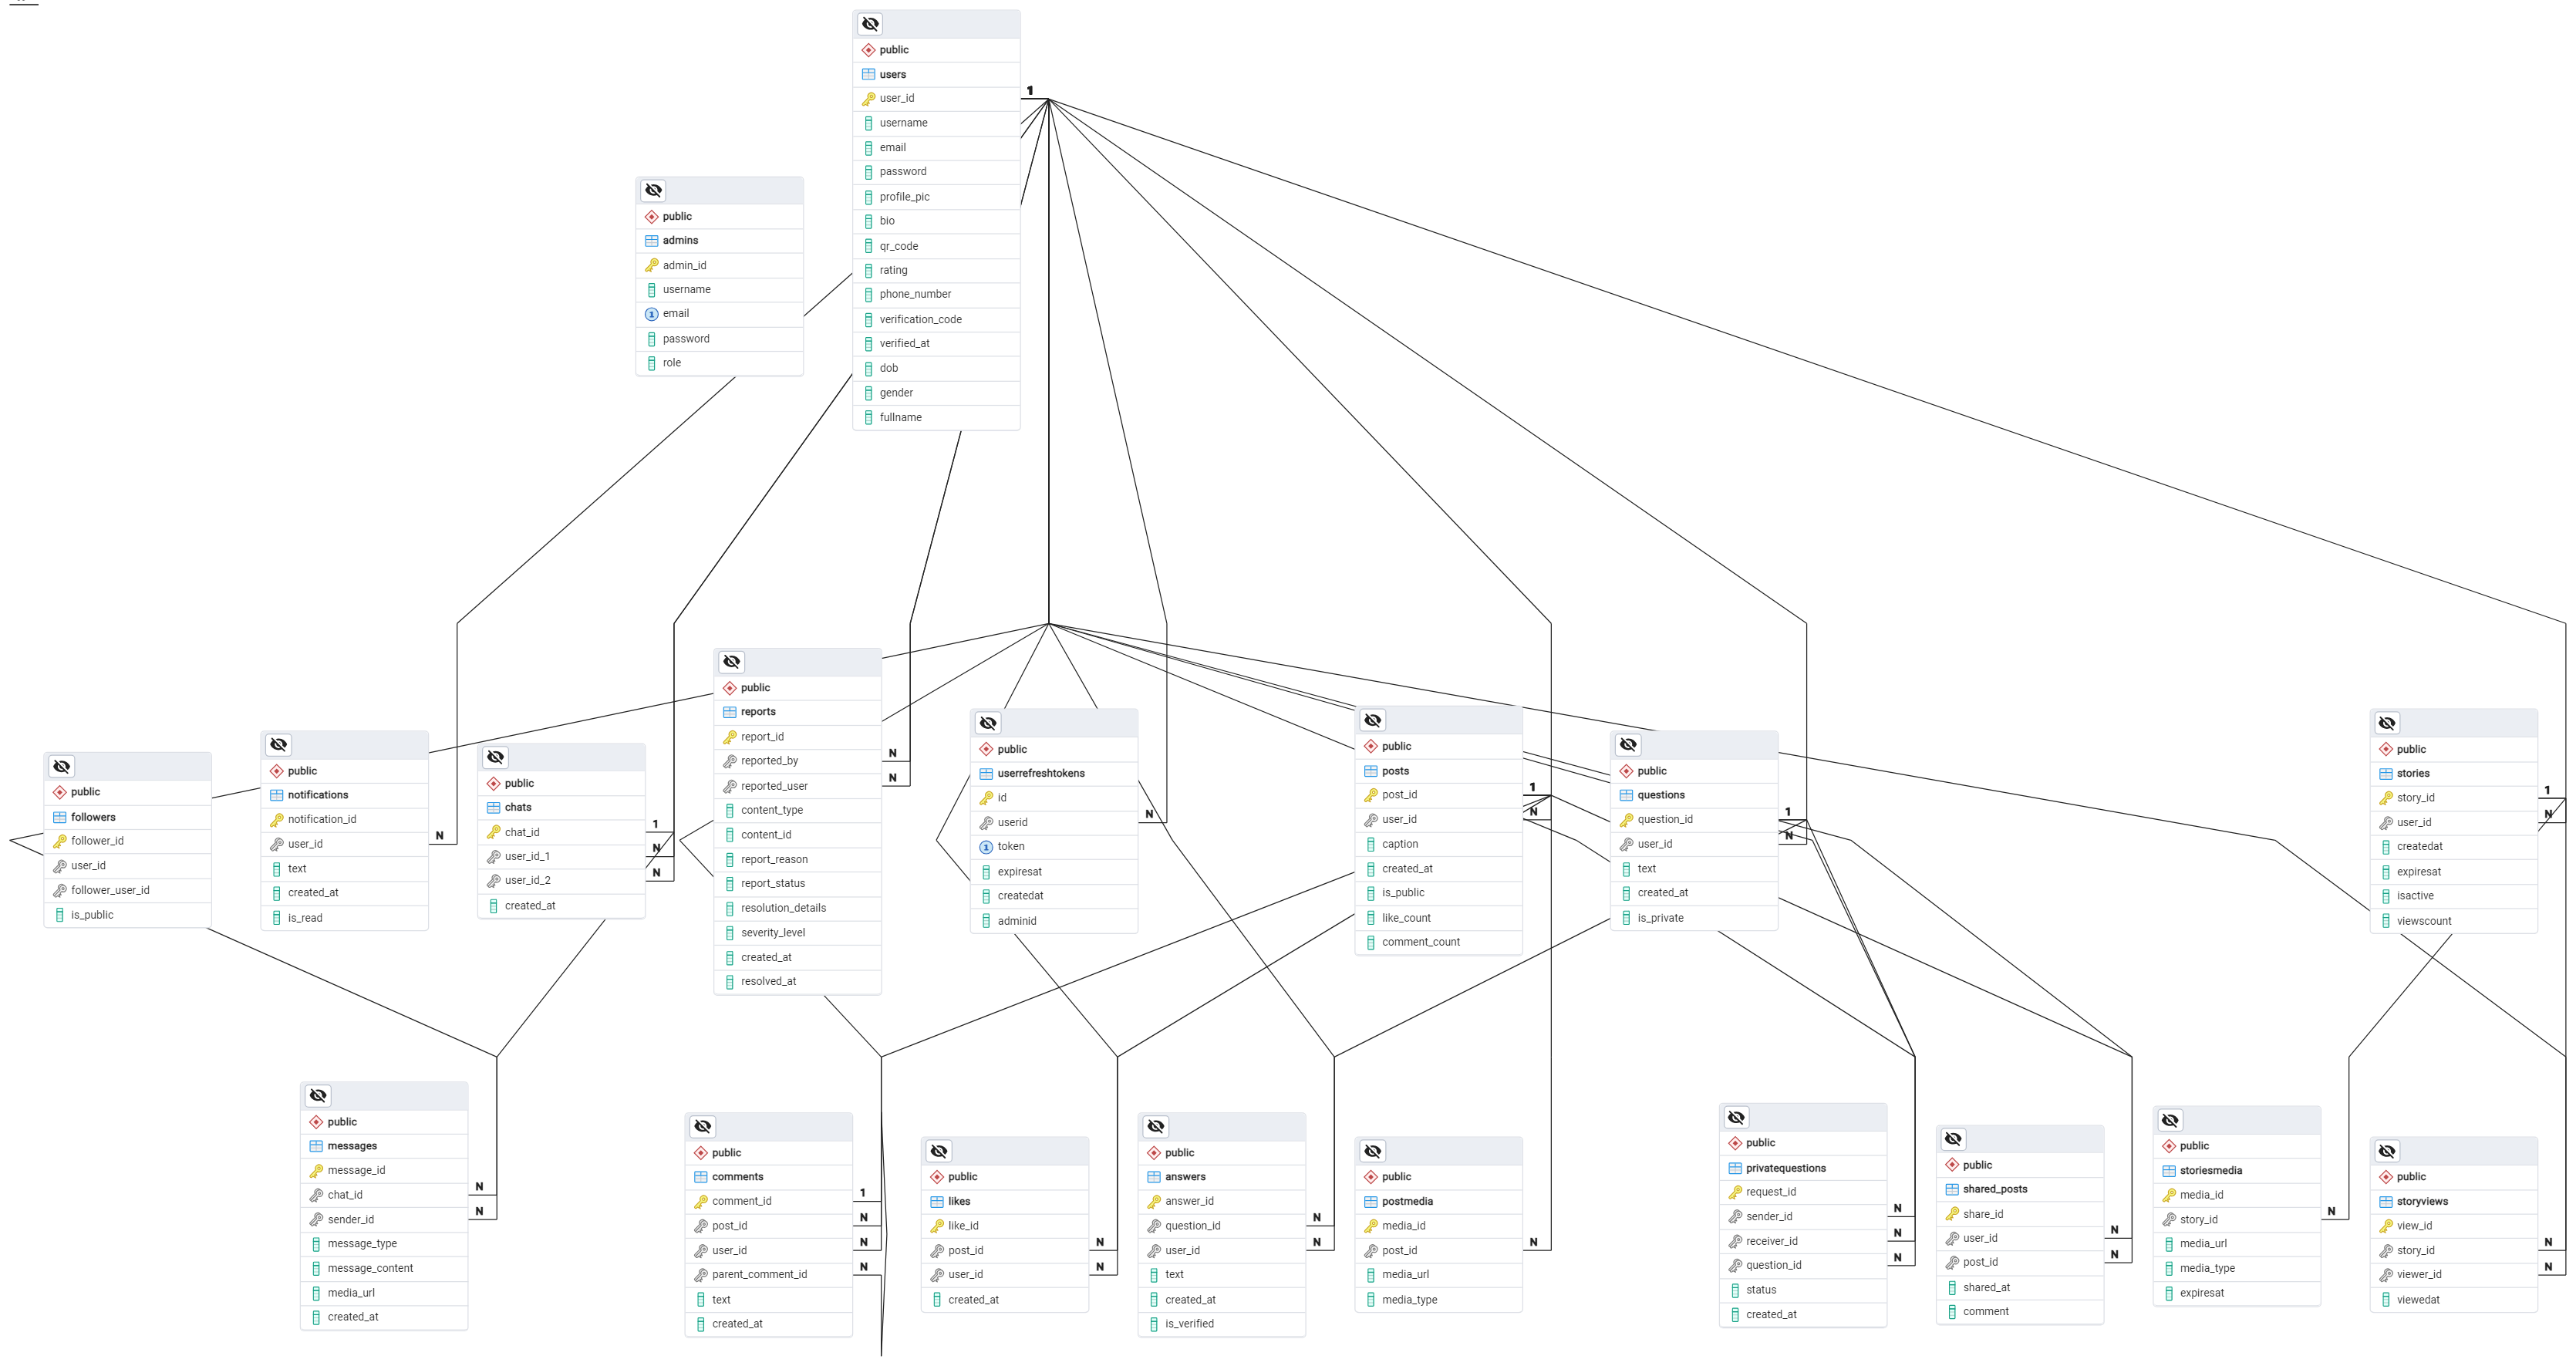 public
users
user_id
1
username
email
password
profile_pic
bio
qr_code
rating
phone_number
verification_code
verified_at
dob
gender
fullname
public
admins
admin_id
username
1 email
password
role
public
followers
follower_id
user_id
follower_user_id
is_public
public
notifications
notification_id
user_id
N
text
created_at
is_read
public
chats
chat_id
1
user_id_1
N
user_id_2
N
created_at
public
reports
report_id
reported_by
N
reported_user
N
content_type
content_id
report_reason
report_status
resolution_details
severity_level
created_at
resolved_at
public
userrefreshtokens
id
userid
N
1 token
expiresat
createdat
adminid
public
posts
post_id
1
user_id
N
caption
created_at
is_public
like_count
comment_count
public
questions
question_id
1
user_id
N
text
created_at
is_private
public
stories
story_id
1
user_id
N
createdat
expiresat
isactive
viewscount
public
messages
message_id
chat_id
N
sender_id
N
message_type
message_content
media_url
created_at
public
comments
comment_id
1
post_id
N
user_id
N
parent_comment_id
N
text
created_at
public
likes
like_id
post_id
N
user_id
N
created_at
public
answers
answer_id
question_id
N
user_id
N
text
created_at
is_verified
public
postmedia
media_id
post_id
N
media_url
media_type
public
privatequestions
request_id
sender_id
N
receiver_id
N
question_id
N
status
created_at
public
shared_posts
share_id
user_id
N
post_id
N
shared_at
comment
public
storiesmedia
media_id
story_id
N
media_url
media_type
expiresat
public
storyviews
view_id
story_id
N
viewer_id
N
viewedat